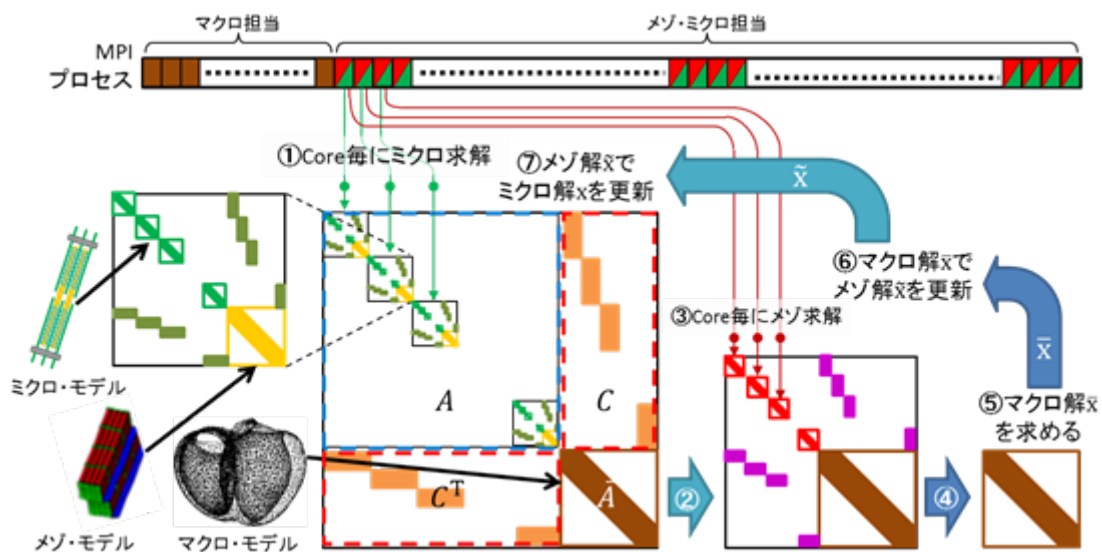 マクロ担当
メゾ・ミクロ担当
MPI
プロセス
①Core毎にミクロ求解
⑦メゾ解x̃で
ミクロ解xを更新
x̃
⑥マクロ解x̄で
メゾ解x̃を更新
③Core毎にメゾ求解
x̄
ミクロ・モデル
A
C
⑤マクロ解x̄
を求める
Cᵀ
Ā
②
④
メゾ・モデル
マクロ・モデル